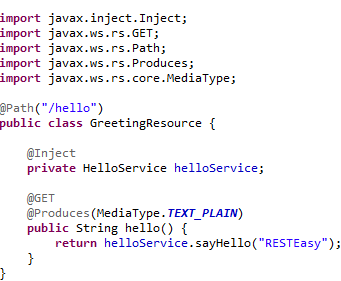 import javax.inject.Inject;
import javax.ws.rs.GET;
import javax.ws.rs.Path;
import javax.ws.rs.Produces;
import javax.ws.rs.core.MediaType;

@Path("/hello")
public class GreetingResource {

    @Inject
    private HelloService helloService;

    @GET
    @Produces(MediaType.TEXT_PLAIN)
    public String hello() {
        return helloService.sayHello("RESTEasy");
    }
}